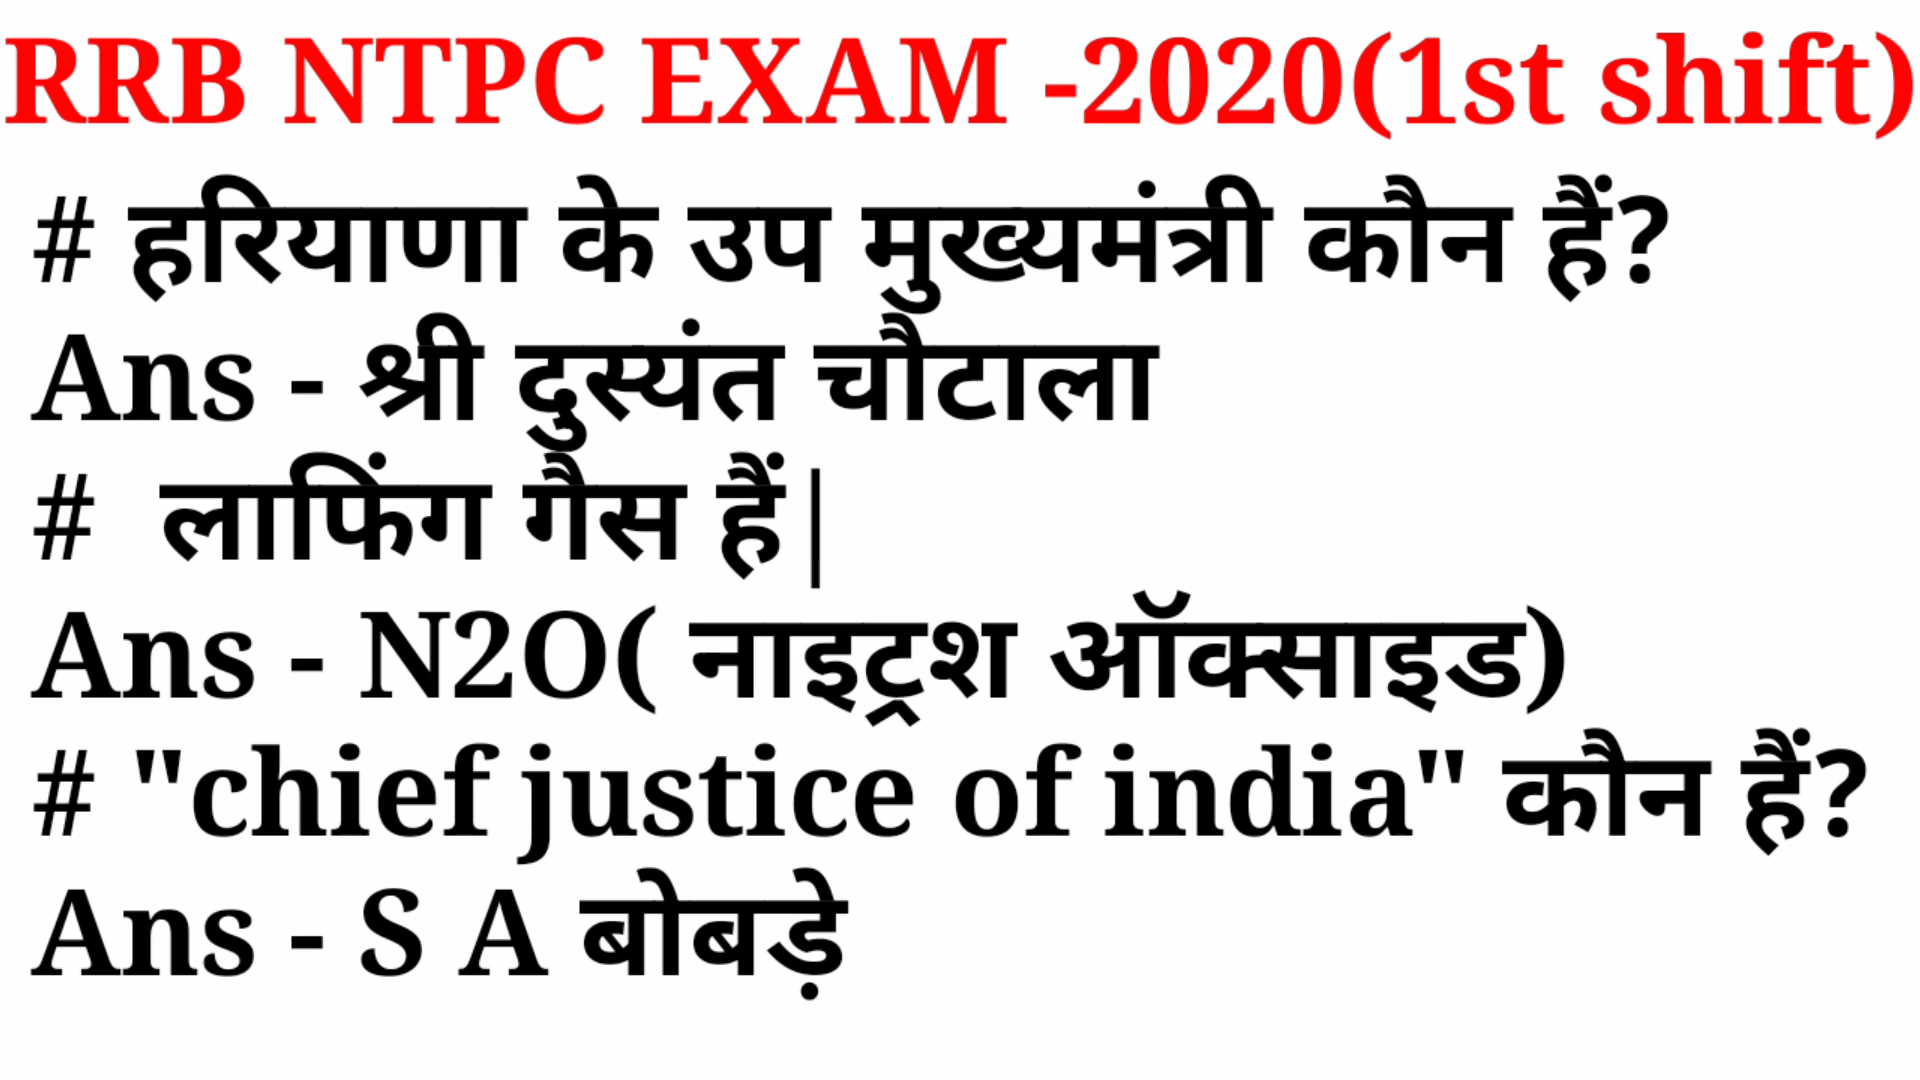 RRB NTPC EXAM -2020(1st shift)
# हरियाणा के उप मुख्यमंत्री कौन हैं?
Ans - श्री दुस्यंत चौटाला
# लाफिंग गैस हैं|
Ans - N2O( नाइट्रश ऑक्साइड)
# "chief justice of india" कौन हैं?
Ans - S A बोबड़े